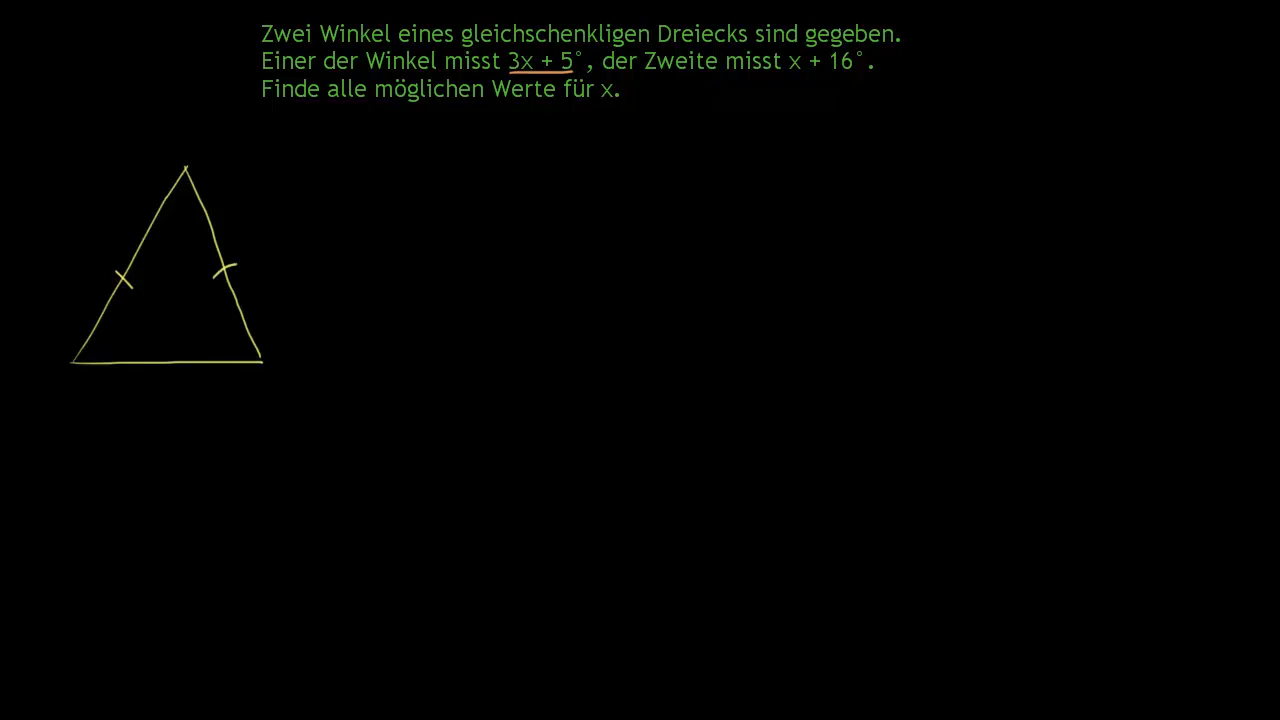 Zwei Winkel eines gleichschenkligen Dreiecks sind gegeben.
Einer der Winkel misst 3x + 5°, der Zweite misst x + 16°.
Finde alle möglichen Werte für x.